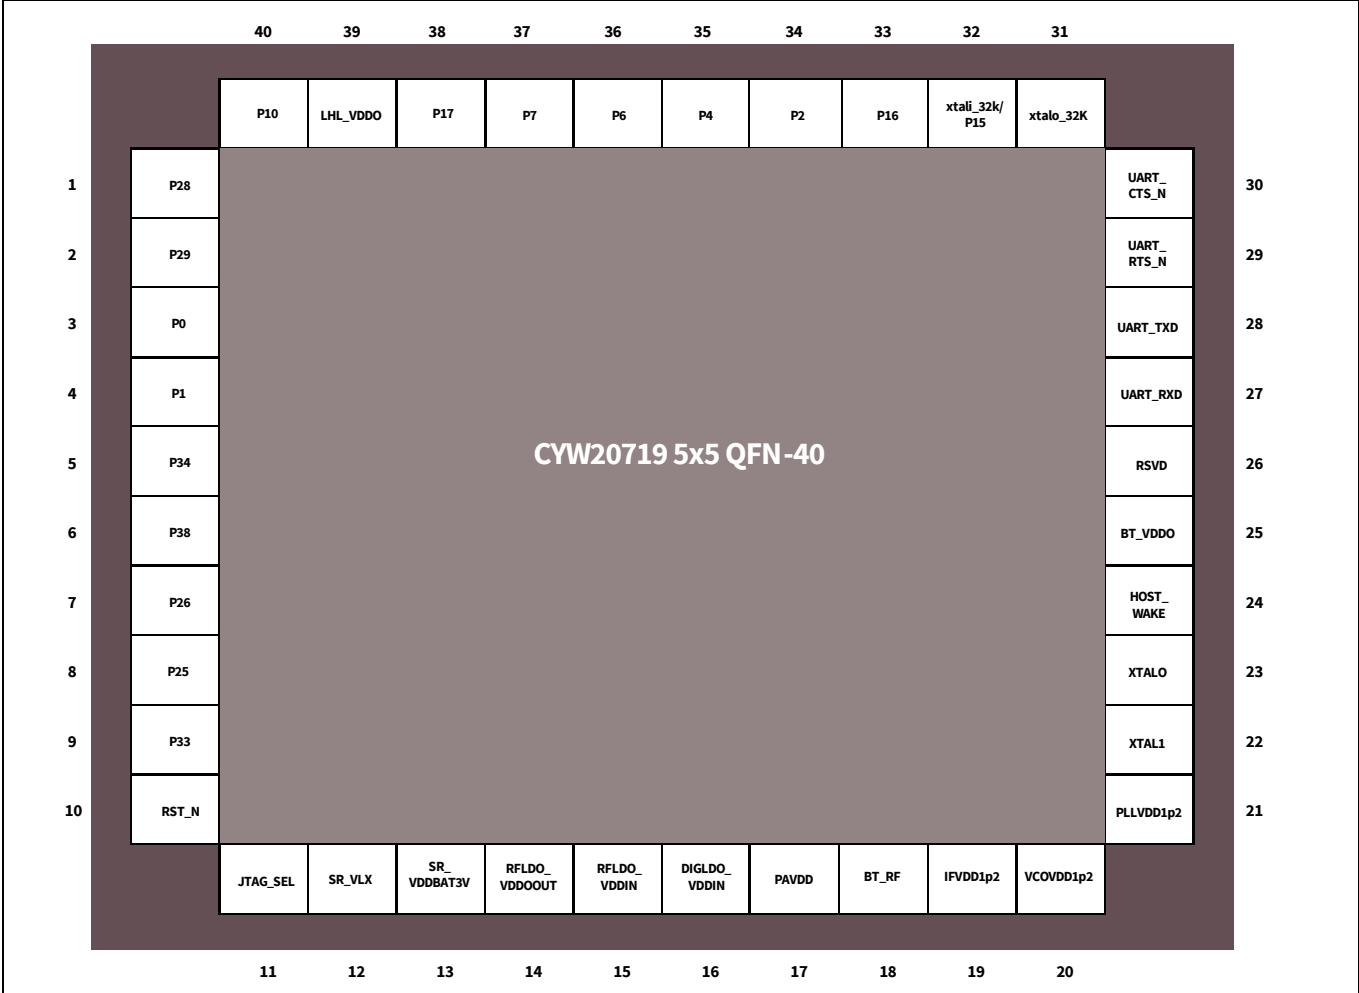 40 39 38 37 36 35 34 33 32 31
P10 LHL_VDDO P17 P7 P6 P4 P2 P16 xtali_32k/ xtalo_32K
P15
1 P28 UART_ 30
CTS_N
2 P29 UART_ 29
RTS_N
3 P0 UART_TXD 28
4 P1 UART_RXD 27
CYW20719 5x5 QFN-40
5 P34 RSVD 26
6 P38 BT_VDDO 25
7 P26 HOST_ 24
WAKE
8 P25 XTALO 23
9 P33 XTAL1 22
10 RST_N PLLVDD1p2 21
JTAG_SEL SR_VLX SR_ RFLDO_ RFLDO_ DIGLDO_ PAVDD BT_RF IFVDD1p2 VCOVDD1p2
VDDBAT3V VDDOOUT VDDIN VDDIN
11 12 13 14 15 16 17 18 19 20